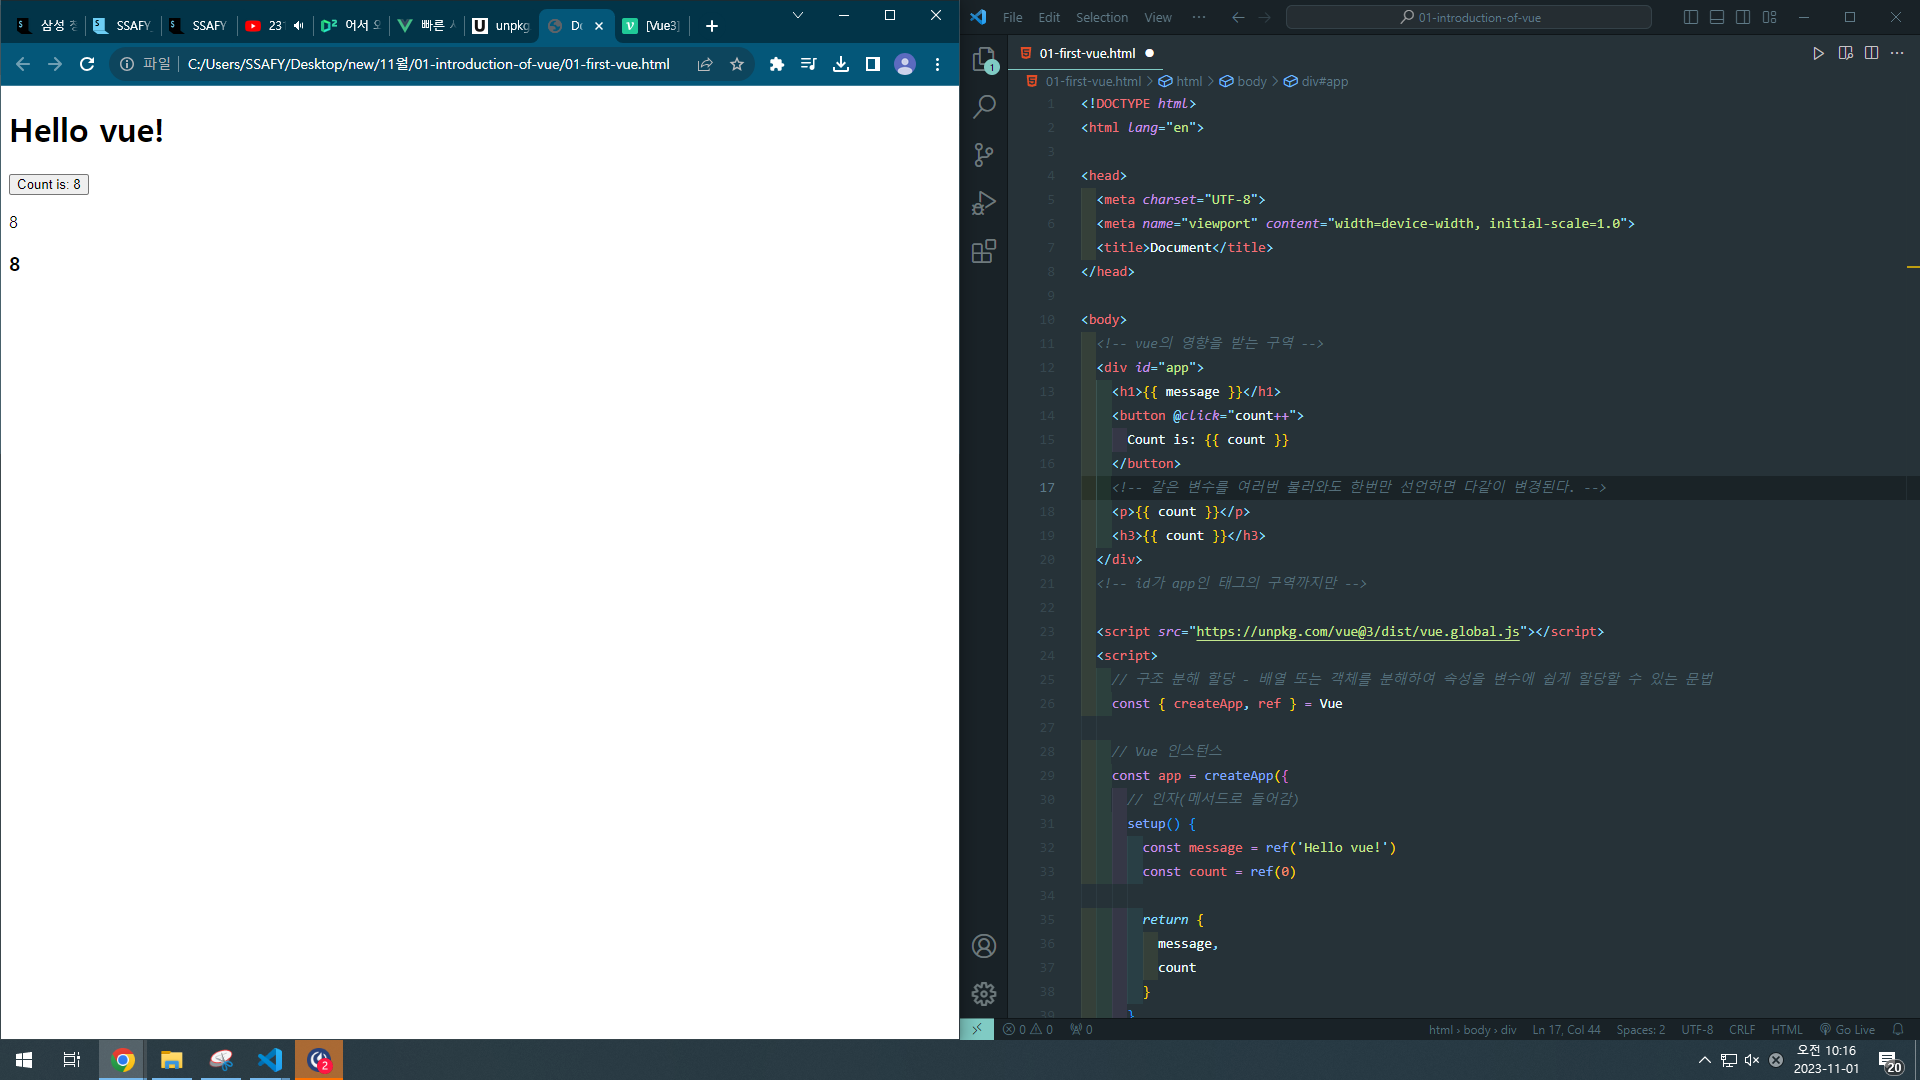 삼성 청
SSAFY
SSAFY
23
어서 오
빠른 시
unpkg
Do
[Vue3]
파일
C:/Users/SSAFY/Desktop/new/11월/01-introduction-of-vue/01-first-vue.html
Hello vue!
Count is: 8
8
8
File Edit Selection View ...
01-introduction-of-vue
1
01-first-vue.html
01-first-vue.html > html > body > div#app
1 <!DOCTYPE html>
2 <html lang="en">
3
4 <head>
5 <meta charset="UTF-8">
6 <meta name="viewport" content="width=device-width, initial-scale=1.0">
7 <title>Document</title>
8 </head>
9
10 <body>
11 <!-- vue의 영향을 받는 구역 -->
12 <div id="app">
13 <h1>{{ message }}</h1>
14 <button @click="count++">
15 Count is: {{ count }}
16 </button>
17 <!-- 같은 변수를 여러번 불러와도 한번만 선언하면 다같이 변경된다. -->
18 <p>{{ count }}</p>
19 <h3>{{ count }}</h3>
20 </div>
21 <!-- id가 app인 태그의 구역까지만 -->
22
23 <script src="https://unpkg.com/vue@3/dist/vue.global.js"></script>
24 <script>
25 // 구조 분해 할당 - 배열 또는 객체를 분해하여 속성을 변수에 쉽게 할당할 수 있는 문법
26 const { createApp, ref } = Vue
27
28 // Vue 인스턴스
29 const app = createApp({
30 // 인자(메서드로 들어감)
31 setup() {
32 const message = ref('Hello vue!')
33 const count = ref(0)
34
35 return {
36 message,
37 count
38 }
39 }
0 0 0 html > body > div Ln 17, Col 44 Spaces: 2 UTF-8 CRLF HTML Go Live
2
오전 10:16
2023-11-01
20